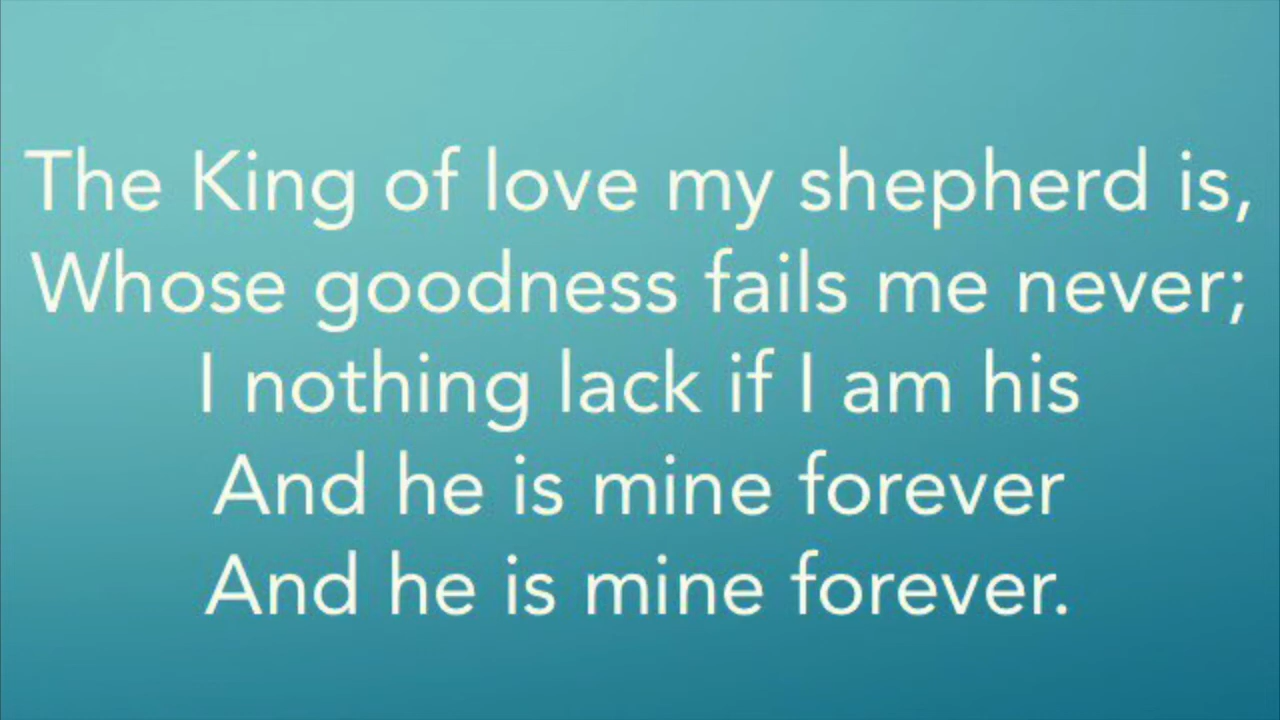 The King of love my shepherd is,
Whose goodness fails me never;
I nothing lack if I am his
And he is mine forever
And he is mine forever.